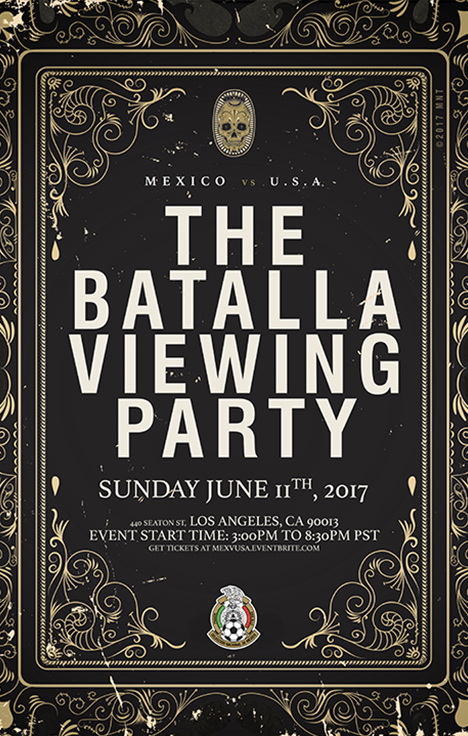 MEXICO VS U.S.A.
THE
BATALLA
VIEWING
PARTY
SUNDAY JUNE 11TH, 2017
440 SEATON ST, LOS ANGELES, CA 90013
EVENT START TIME: 3:00PM TO 8:30PM PST
GET TICKETS AT MEXVUSA.EVENTBRITE.COM
©2017 MNT